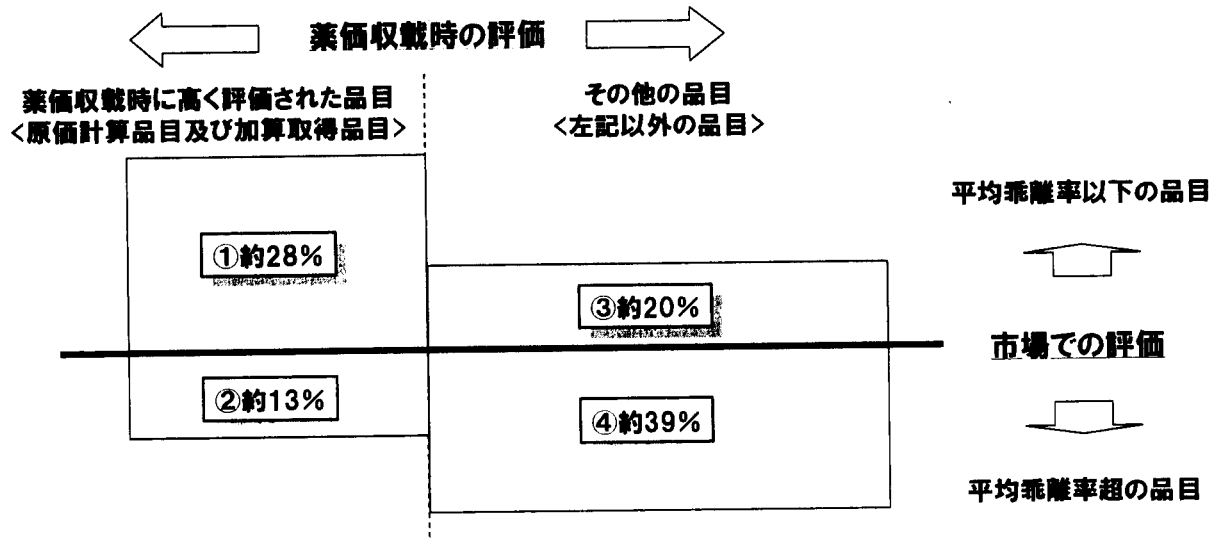 薬価収載時の評価
薬価収載時に高く評価された品目
<原価計算品目及び加算取得品目>
その他の品目
<左記以外の品目>
平均乖離率以下の品目
①約28%
③約20%
市場での評価
②約13%
④約39%
平均乖離率超の品目